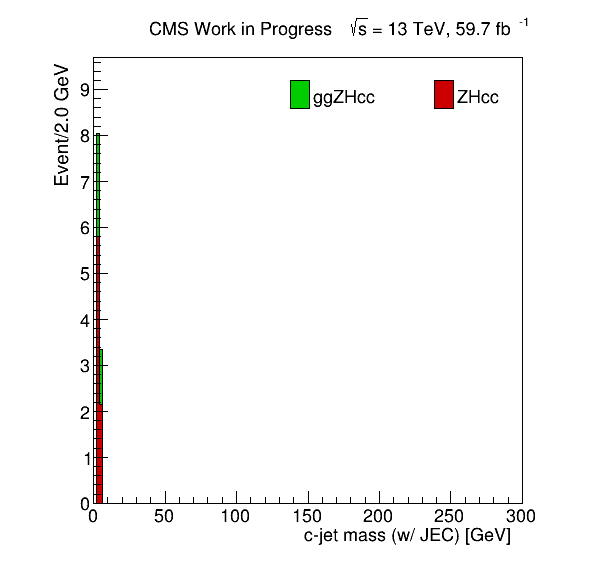 CMS Work in Progress √s = 13 TeV, 59.7 fb -1
Event/2.0 GeV
ggZHcc ZHcc
9
8
7
6
5
4
3
2
1
0
0 50 100 150 200 250 300
c-jet mass (w/ JEC) [GeV]